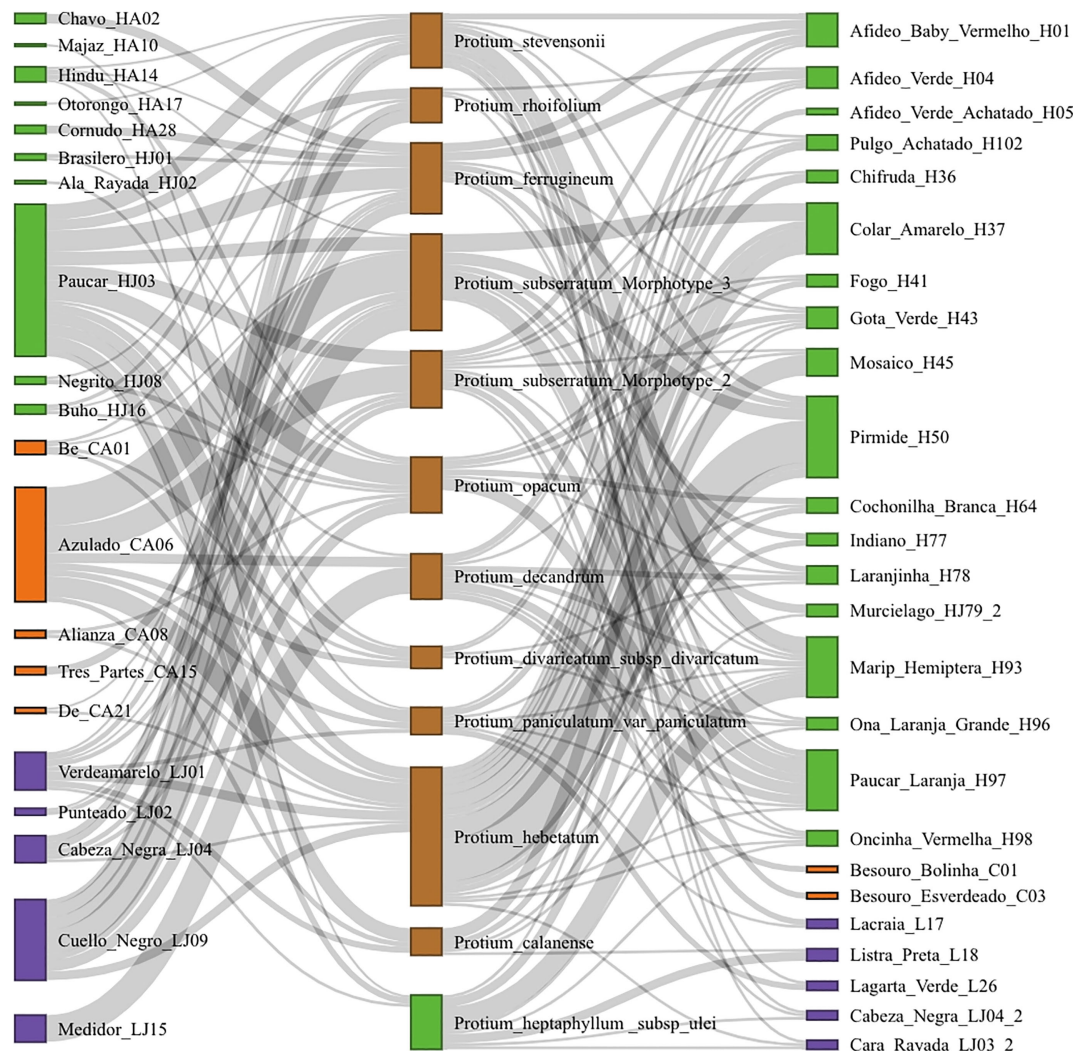 Chavo_HA02
Majaz_HA10
Hindu_HA14
Otorongo_HA17
Cornudo_HA28
Brasilero_HJ01
Ala_Rayada_HJ02
Paucar_HJ03
Negrito_HJ08
Buho_HJ16
Be_CA01
Azulado_CA06
Alianza_CA08
Tres_Partes_CA15
De_CA21
Verdeamarelo_LJ01
Punteado_LJ02
Cabeza_Negra_LJ04
Cuello_Negro_LJ09
Medidor_LJ15
Protium_stevensonii
Protium_rhoifolium
Protium_ferrugineum
Protium_subserratum_Morphotype_3
Protium_subserratum_Morphotype_2
Protium_opacum
Protium_decandrum
Protium_divaricatum_subsp_divaricatum
Protium_paniculatum_var_paniculatum
Protium_hebetatum
Protium_calanense
Protium_heptaphyllum _subsp_ulei
Afideo_Baby_Vermelho_H01
Afideo_Verde_H04
Afideo_Verde_Achatado_H05
Pulgo_Achatado_H102
Chifruda_H36
Colar_Amarelo_H37
Fogo_H41
Gota_Verde_H43
Mosaico_H45
Pirmide_H50
Cochonilha_Branca_H64
Indiano_H77
Laranjinha_H78
Murcielago_HJ79_2
Marip_Hemiptera_H93
Ona_Laranja_Grande_H96
Paucar_Laranja_H97
Oncinha_Vermelha_H98
Besouro_Bolinha_C01
Besouro_Esverdeado_C03
Lacraia_L17
Listra_Preta_L18
Lagarta_Verde_L26
Cabeza_Negra_LJ04_2
Cara_Rayada_LJ03_2